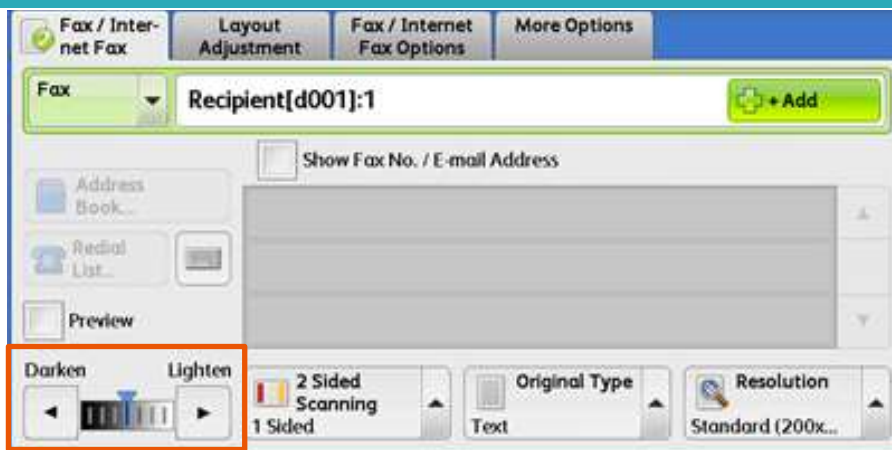 Fax / Inter-
net Fax
Layout
Adjustment
Fax / Internet
Fax Options
More Options
Fax
Recipient[d001]:1
+ Add
Show Fax No. / E-mail Address
Address
Book...
Redial
List...
Preview
Darken
Lighten
2 Sided
Scanning
1 Sided
Original Type
Text
Resolution
Standard (200x...